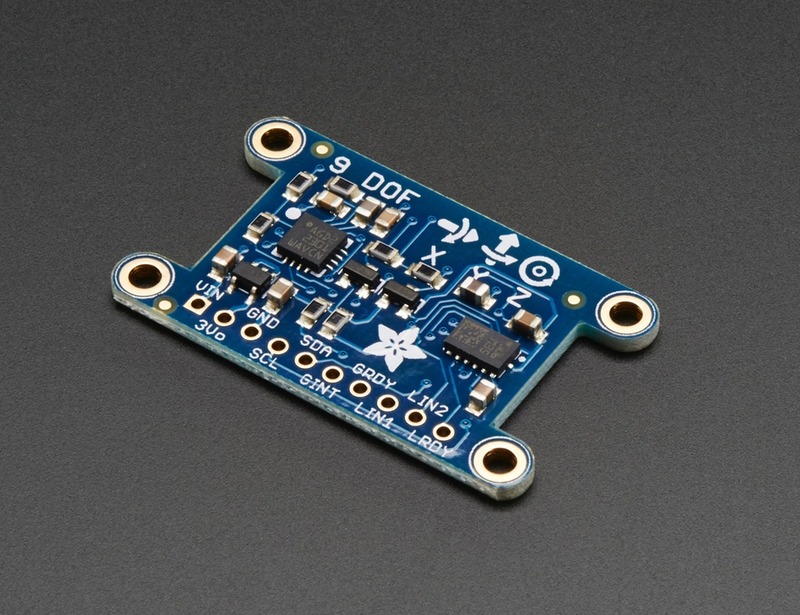 9 DOF
X
Y
Z
VIN
3Vo
GND
SCL
SDA
GINT
GRDY
LIN1
LIN2
LRDY